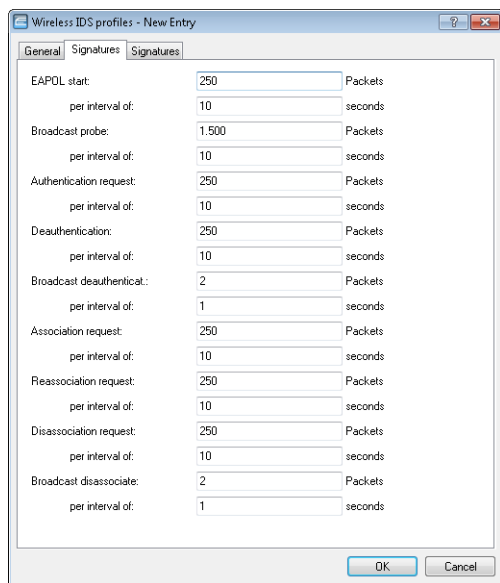 Wireless IDS profiles - New Entry
General Signatures Signatures
EAPOL start: 250 Packets
per interval of: 10 seconds
Broadcast probe: 1.500 Packets
per interval of: 10 seconds
Authentication request: 250 Packets
per interval of: 10 seconds
Deauthentication: 250 Packets
per interval of: 10 seconds
Broadcast deauthenticat.: 2 Packets
per interval of: 1 seconds
Association request: 250 Packets
per interval of: 10 seconds
Reassociation request: 250 Packets
per interval of: 10 seconds
Disassociation request: 250 Packets
per interval of: 10 seconds
Broadcast disassociate: 2 Packets
per interval of: 1 seconds
OK Cancel